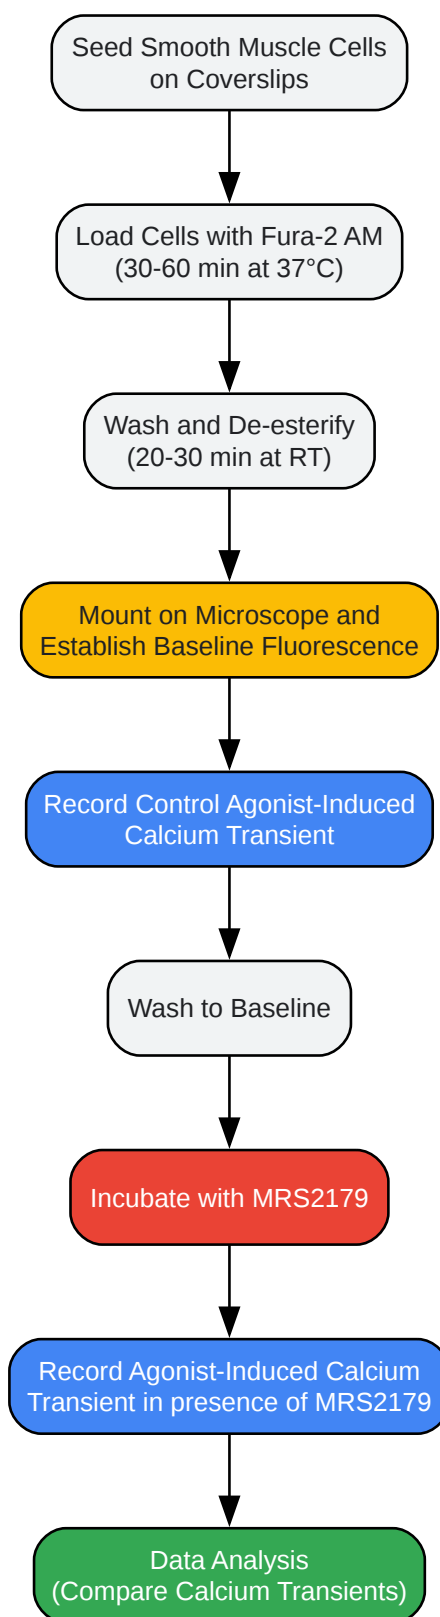 Seed Smooth Muscle Cells
on Coverslips
Load Cells with Fura-2 AM
(30-60 min at 37°C)
Wash and De-esterify
(20-30 min at RT)
Mount on Microscope and
Establish Baseline Fluorescence
Record Control Agonist-Induced
Calcium Transient
Wash to Baseline
Incubate with MRS2179
Record Agonist-Induced Calcium
Transient in presence of MRS2179
Data Analysis
(Compare Calcium Transients)